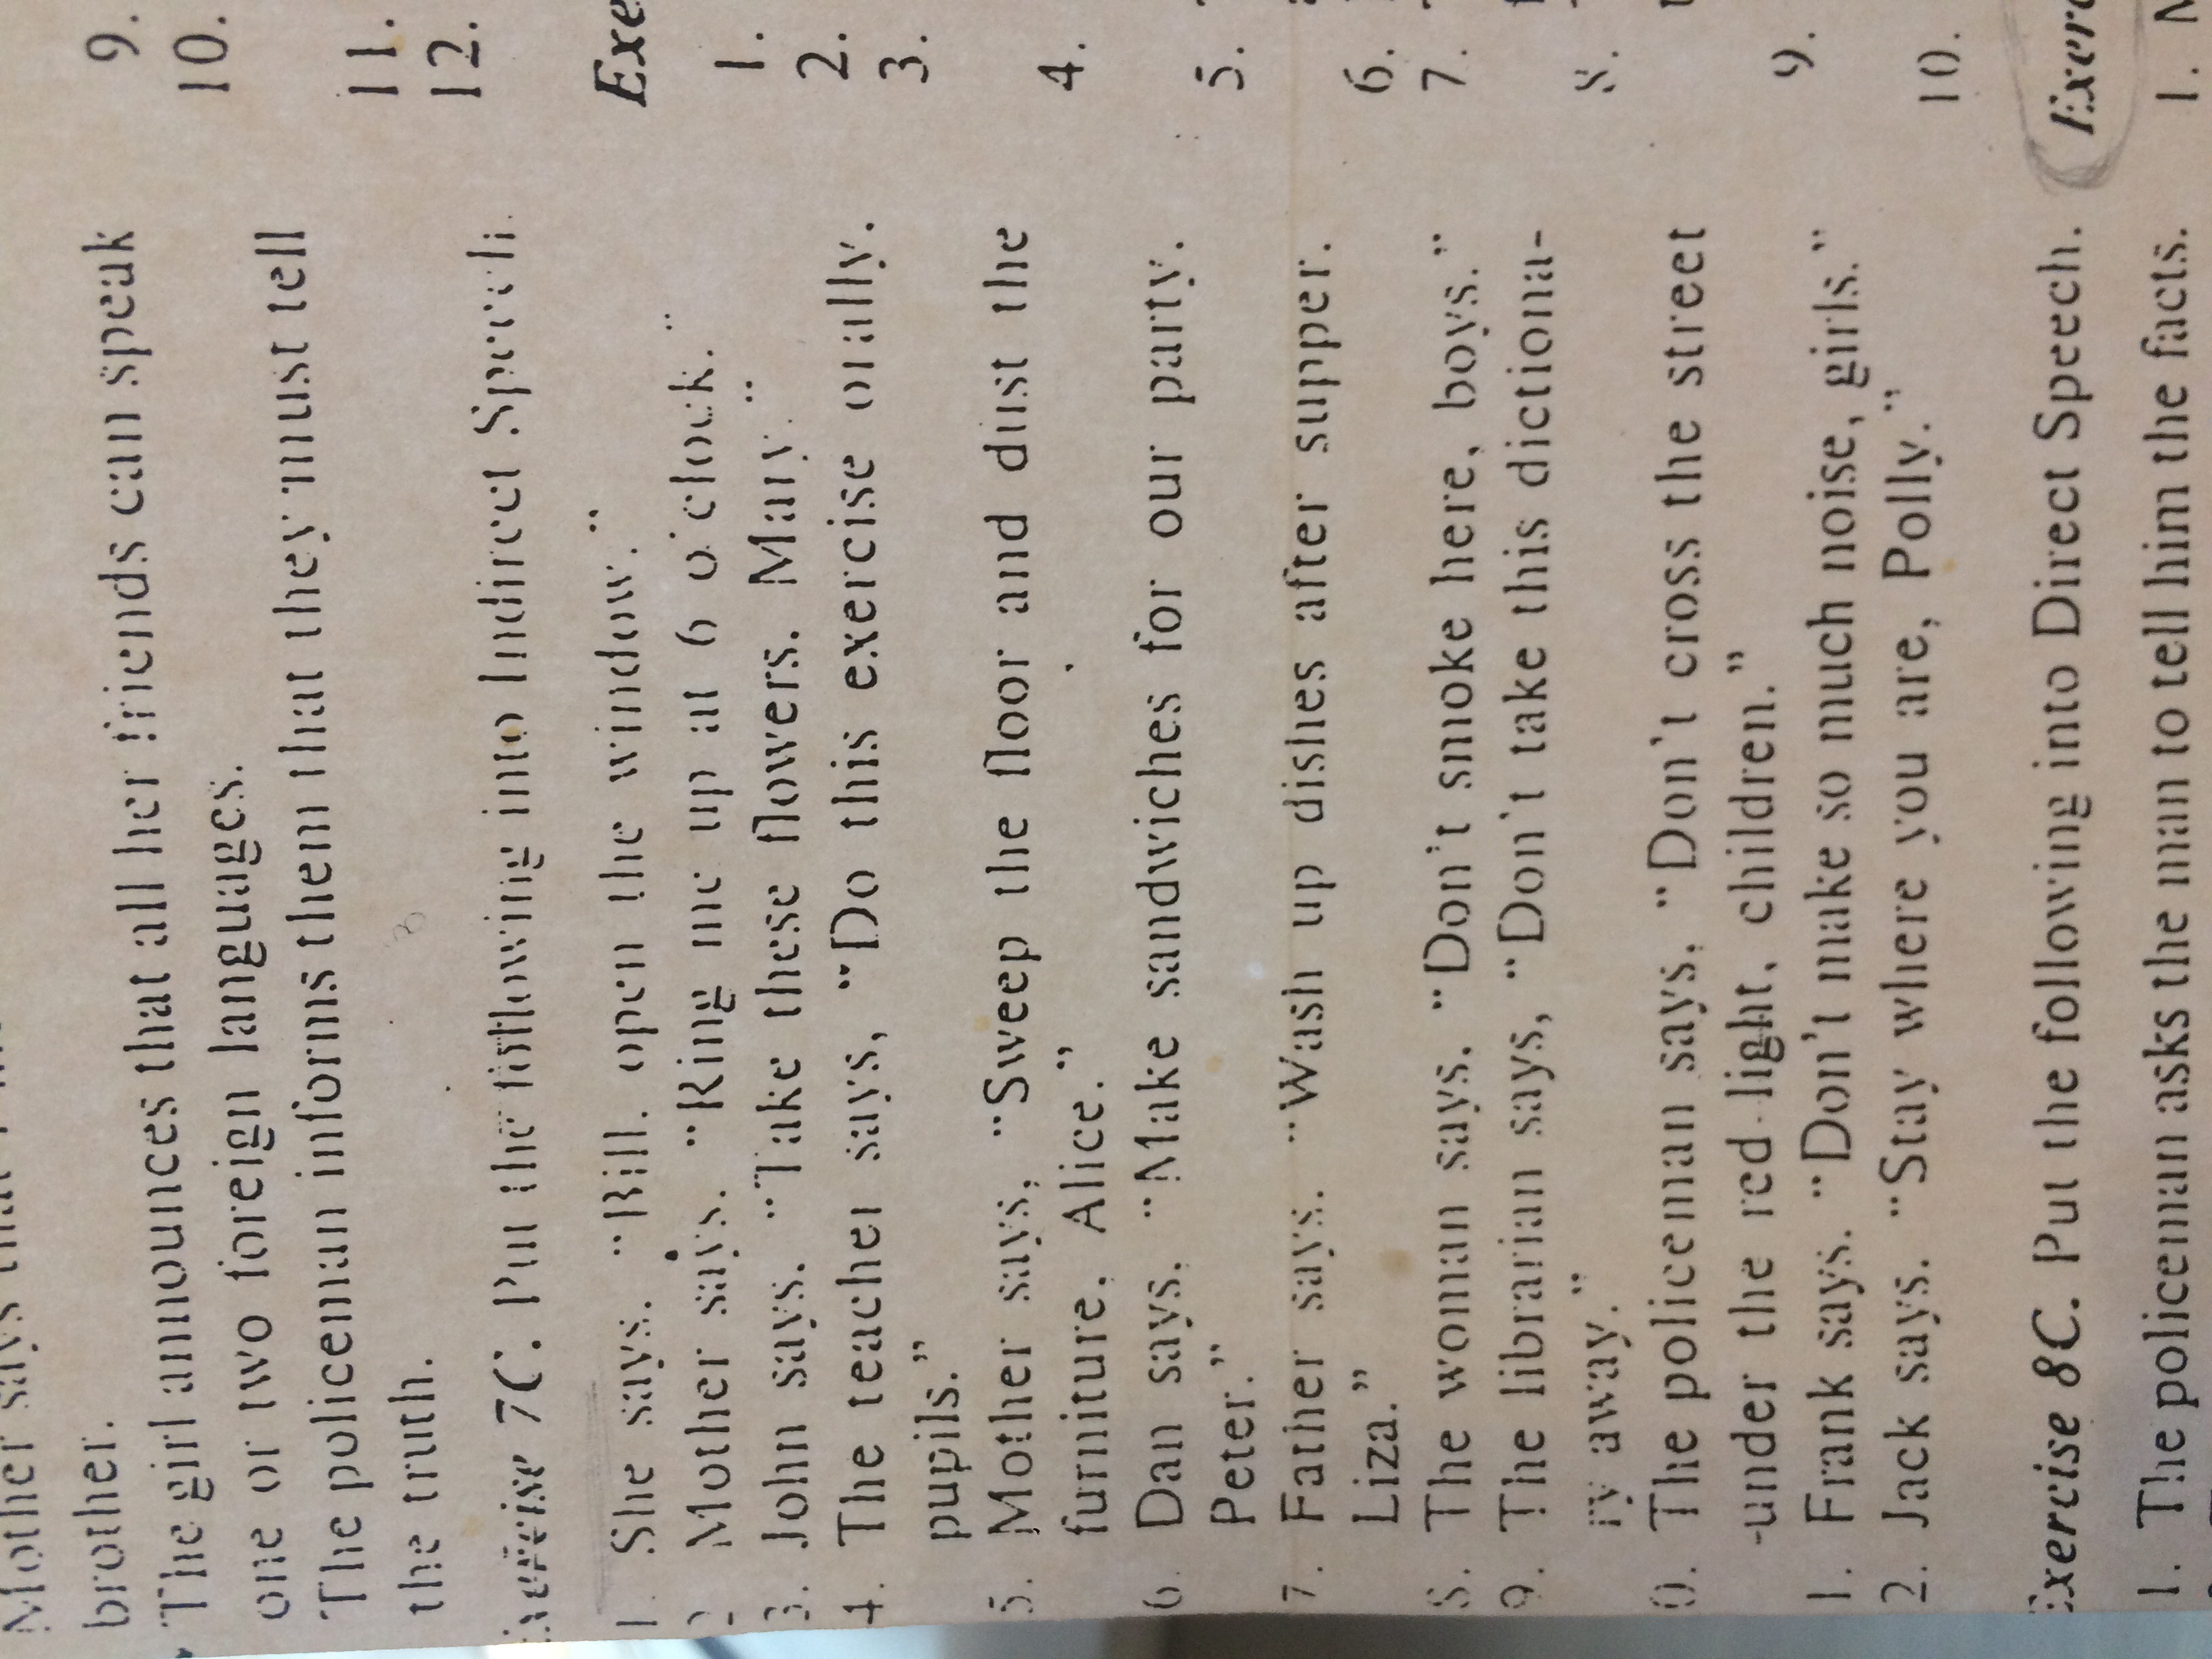 brother.
The girl announces that all her friends can speak
one or two foreign languages.
The policeman informs them that they must tell
the truth.
Exercise 7C. Put the following into Indirect Speech.
1. She says, "Bill, open the window."
2. Mother says, "Ring me up at 6 o'clock."
3. John says, "Take these flowers, Mary."
4. The teacher says, "Do this exercise orally,
pupils."
5. Mother says, "Sweep the floor and dust the
furniture, Alice."
6. Dan says, "Make sandwiches for our party,
Peter."
7. Father says, "Wash up dishes after supper,
Liza."
8. The woman says, "Don't smoke here, boys."
9. The librarian says, "Don't take this dictiona-
ry away."
0. The policeman says, "Don't cross the street
under the red light, children."
1. Frank says, "Don't make so much noise, girls."
2. Jack says, "Stay where you are, Polly."
Exercise 8C. Put the following into Direct Speech.
1. The policeman asks the man to tell him the facts.
9.
10.
11.
12.
Exe
1.
2.
3.
4.
5.
6.
7.
8.
9.
10.
Exerc
1.